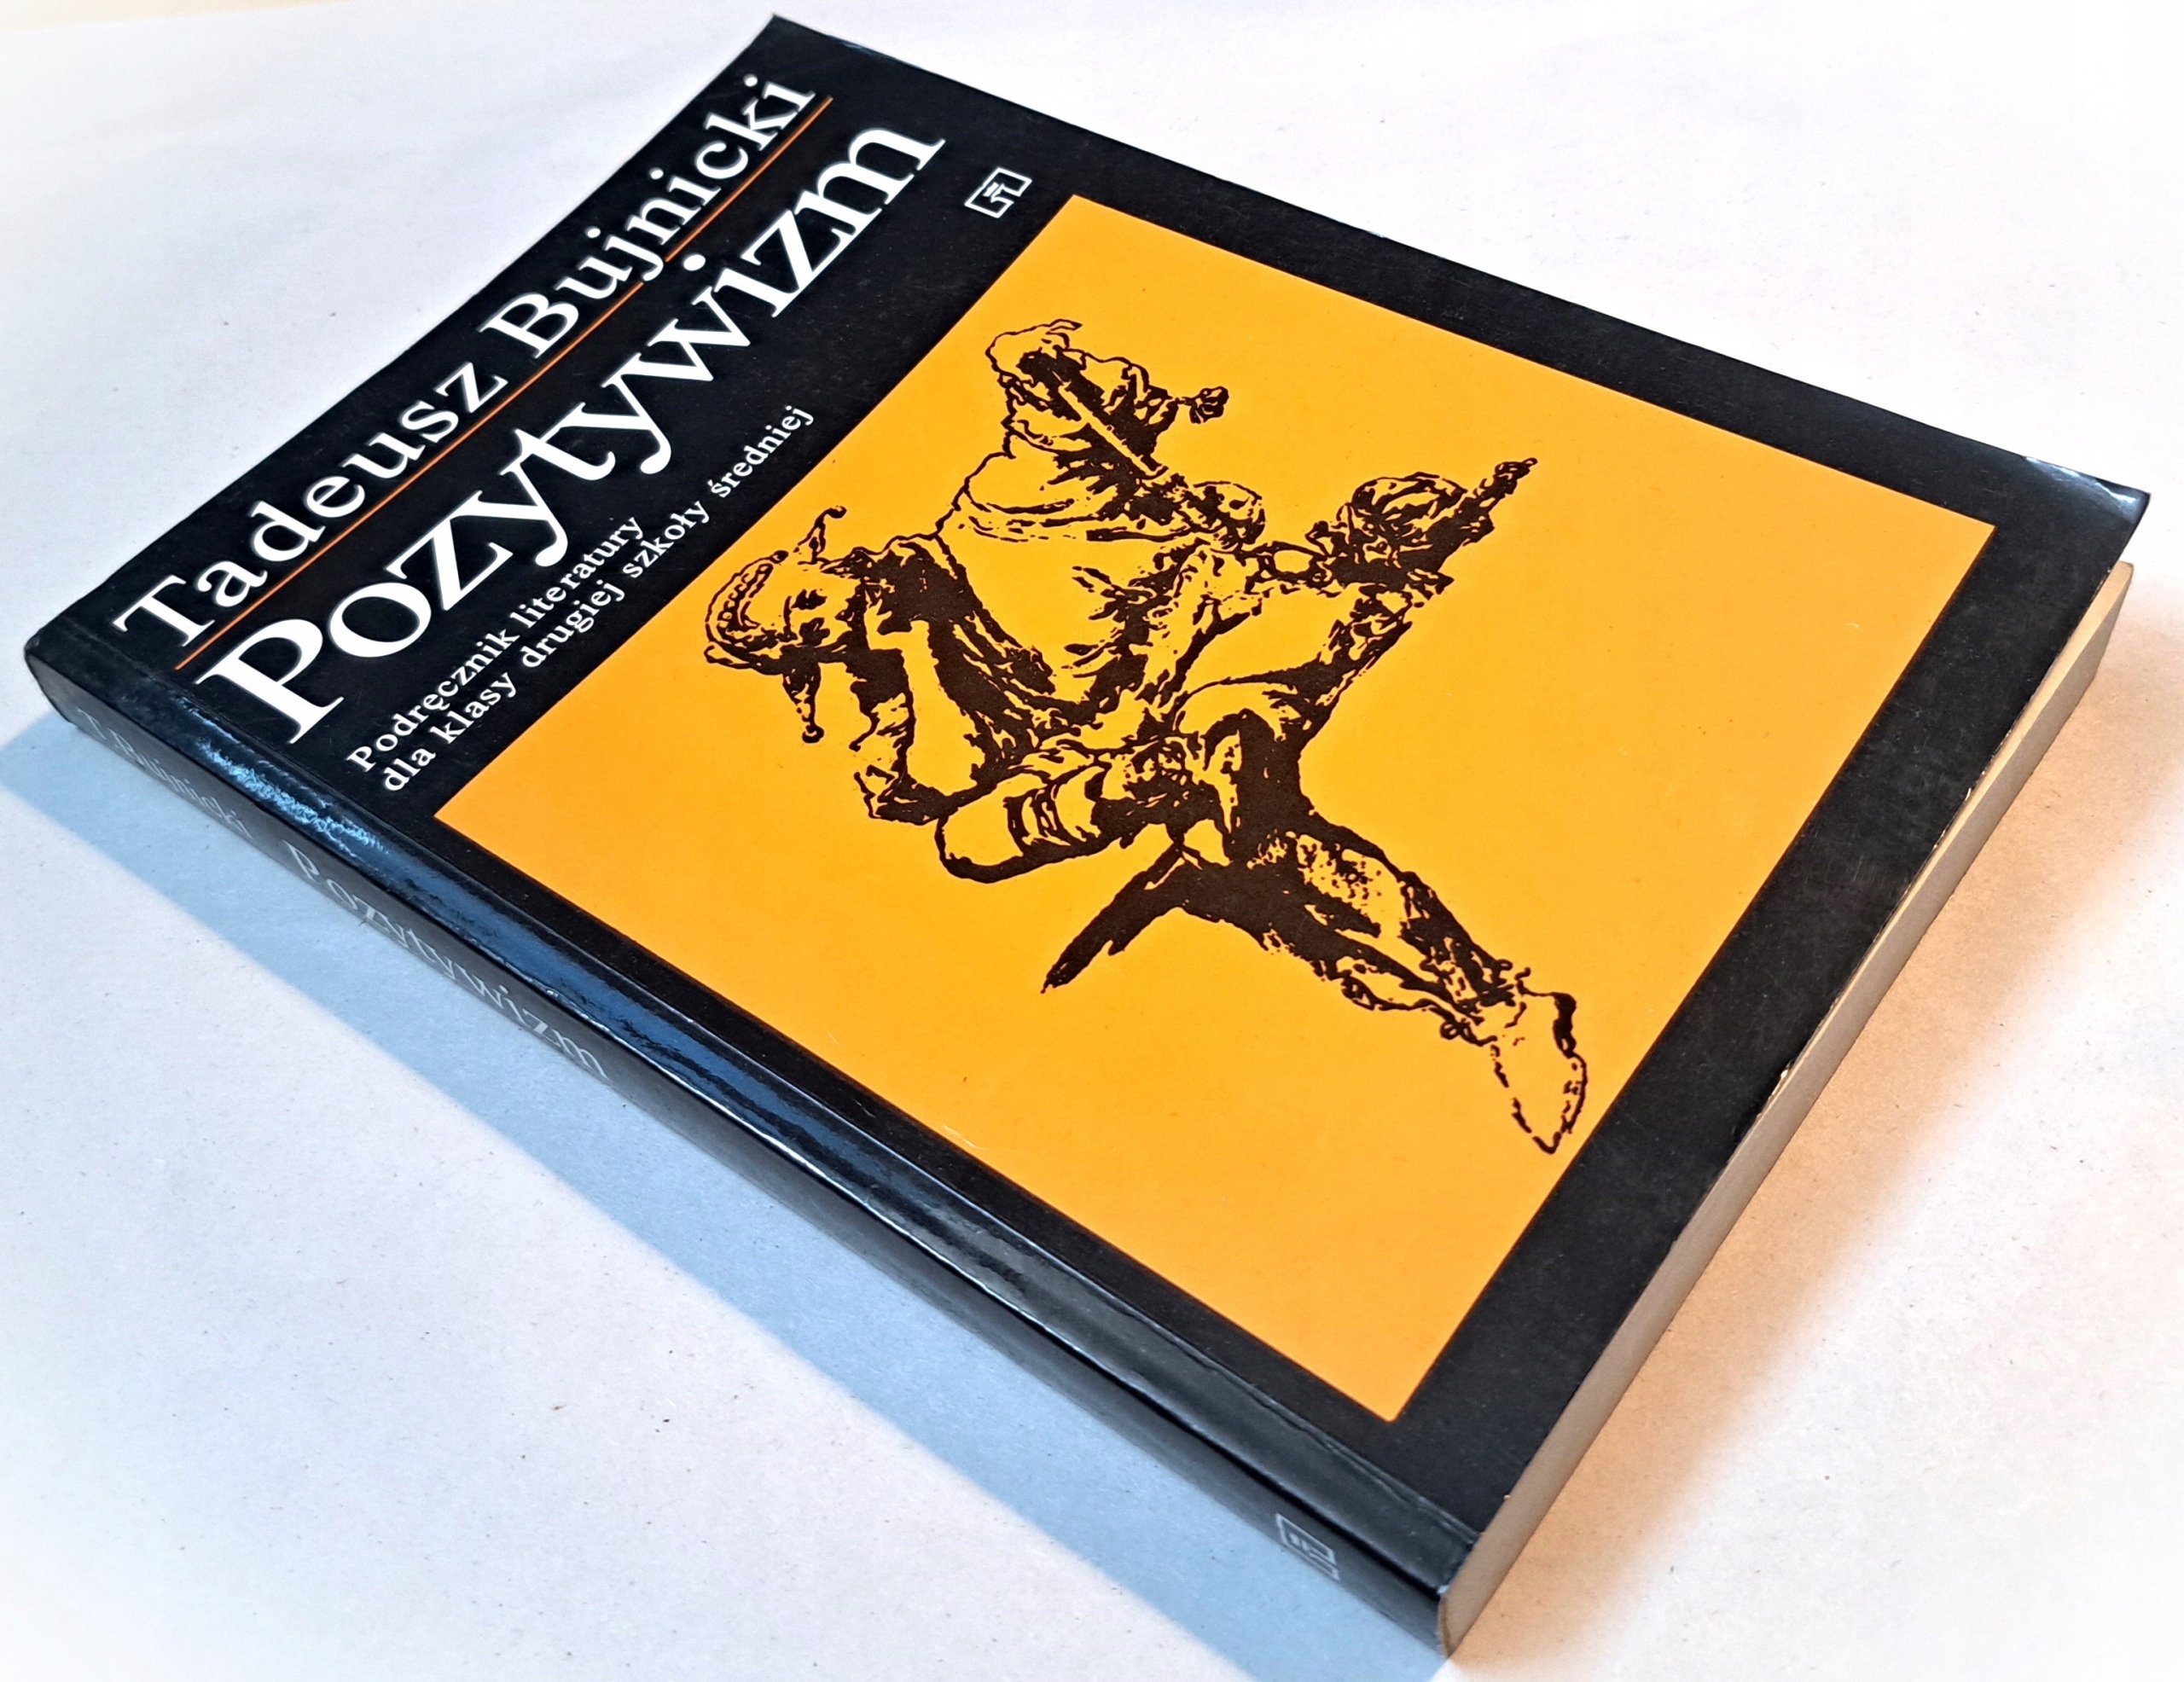 Tadeusz Bujnicki
Pozytywizm
Podręcznik literatury
dla klasy drugiej szkoły średniej
T. Bujnicki Pozytywizm